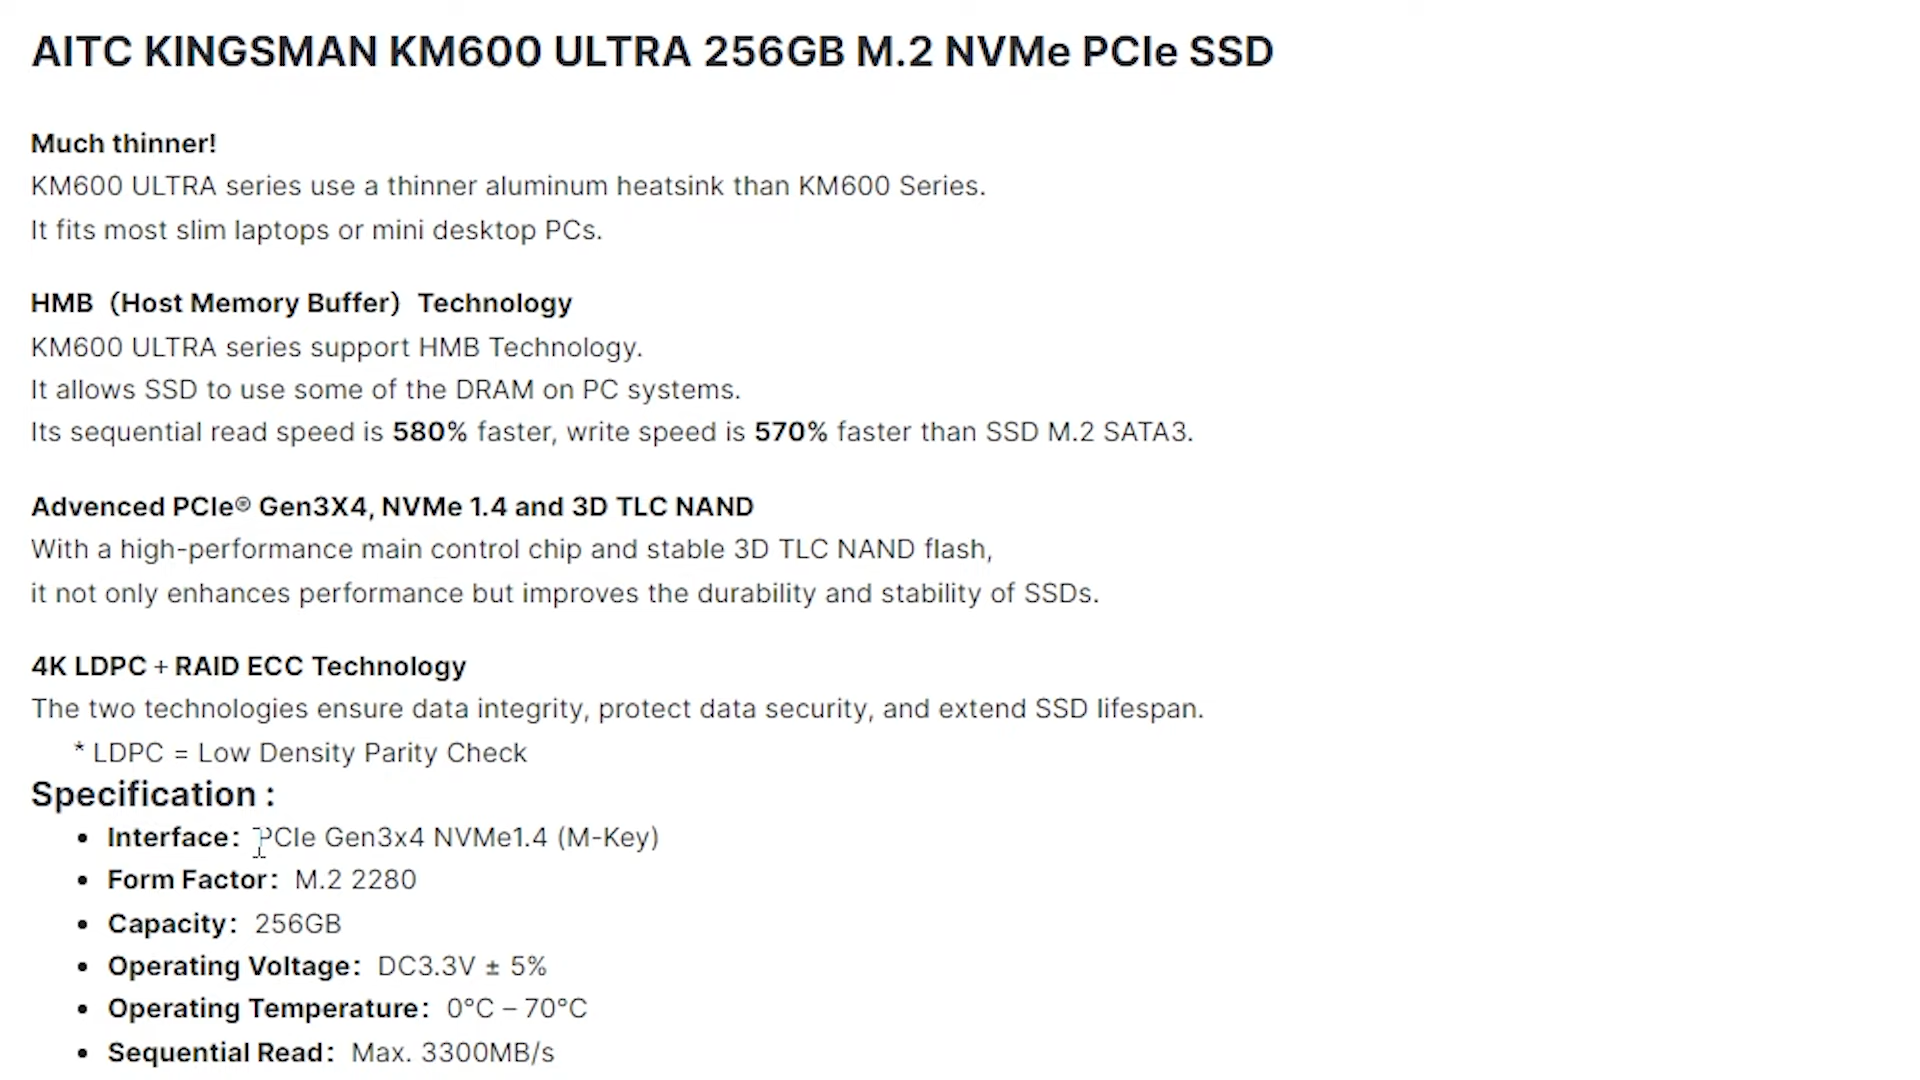 AITC KINGSMAN KM600 ULTRA 256GB M.2 NVMe PCIe SSD
Much thinner!
KM600 ULTRA series use a thinner aluminum heatsink than KM600 Series.
It fits most slim laptops or mini desktop PCs.
HMB（Host Memory Buffer）Technology
KM600 ULTRA series support HMB Technology.
It allows SSD to use some of the DRAM on PC systems.
Its sequential read speed is 580% faster, write speed is 570% faster than SSD M.2 SATA3.
Advanced PCIe® Gen3X4, NVMe 1.4 and 3D TLC NAND
With a high-performance main control chip and stable 3D TLC NAND flash,
it not only enhances performance but improves the durability and stability of SSDs.
4K LDPC + RAID ECC Technology
The two technologies ensure data integrity, protect data security, and extend SSD lifespan.
* LDPC = Low Density Parity Check
Specification :
• Interface： PCIe Gen3x4 NVMe1.4 (M-Key)
• Form Factor： M.2 2280
• Capacity： 256GB
• Operating Voltage： DC3.3V ± 5%
• Operating Temperature： 0°C – 70°C
• Sequential Read： Max. 3300MB/s